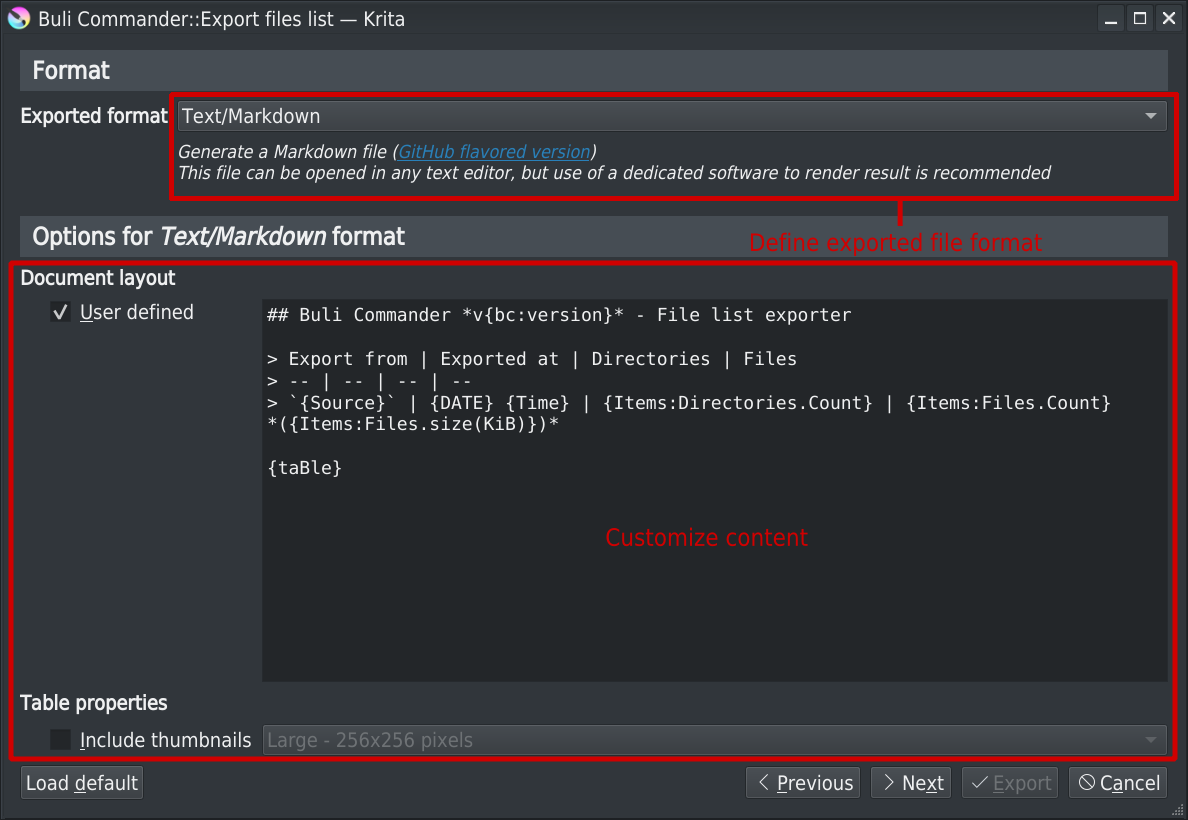 Buli Commander::Export files list — Krita
Format
Exported format Text/Markdown
Generate a Markdown file (GitHub flavored version)
This file can be opened in any text editor, but use of a dedicated software to render result is recommended
Options for Text/Markdown format
Define exported file format
Document layout
User defined
## Buli Commander *v{bc:version}* - File list exporter
> Export from | Exported at | Directories | Files
> -- | -- | -- | --
> `{Source}` | {DATE} {Time} | {Items:Directories.Count} | {Items:Files.Count}
*({Items:Files.size(KiB)})*
{taBle}
Customize content
Table properties
Include thumbnails Large - 256x256 pixels
Load default Previous Next Export Cancel